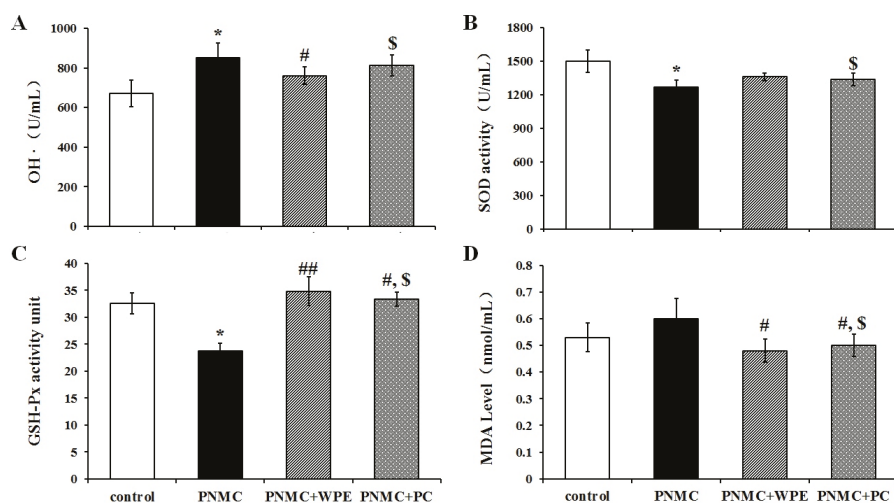 A
OH ·（U/mL）
1000
800
600
400
200
0
*
#
$
B
SOD activity（U/mL）
1800
1500
1200
900
600
300
0
*
$
C
GSH-Px activity unit
40
35
30
25
20
15
10
5
0
*
##
#, $
control
PNMC
PNMC+WPE
PNMC+PC
D
MDA Level（nmol/mL）
0.8
0.7
0.6
0.5
0.4
0.3
0.2
0.1
0
#
#, $
control
PNMC
PNMC+WPE
PNMC+PC